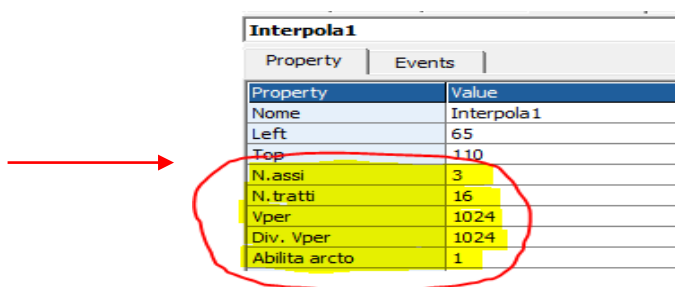 Interpola1
Property Events
Property Value
Nome Interpola1
Left 65
Top 110
N.assi 3
N.tratti 16
Vper 1024
Div. Vper 1024
Abilita arcto 1